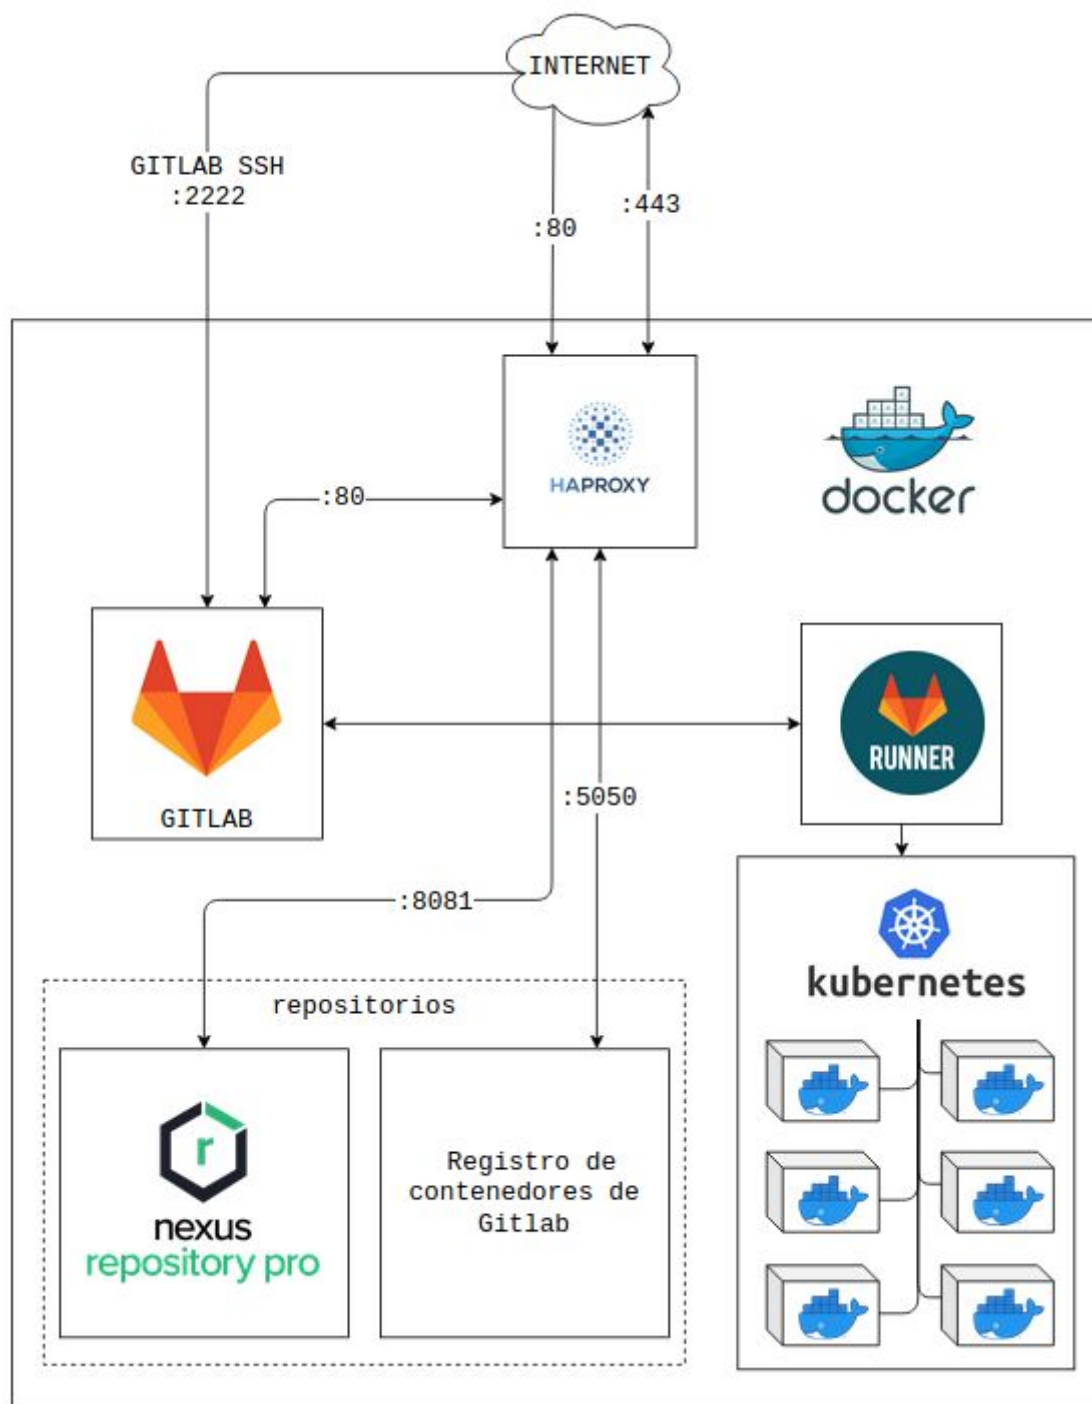 INTERNET
GITLAB SSH
:2222
:443
:80
HAPROXY
docker
:80
RUNNER
GITLAB
:5050
:8081
kubernetes
repositorios
r
nexus
repository pro
Registro de
contenedores de
Gitlab